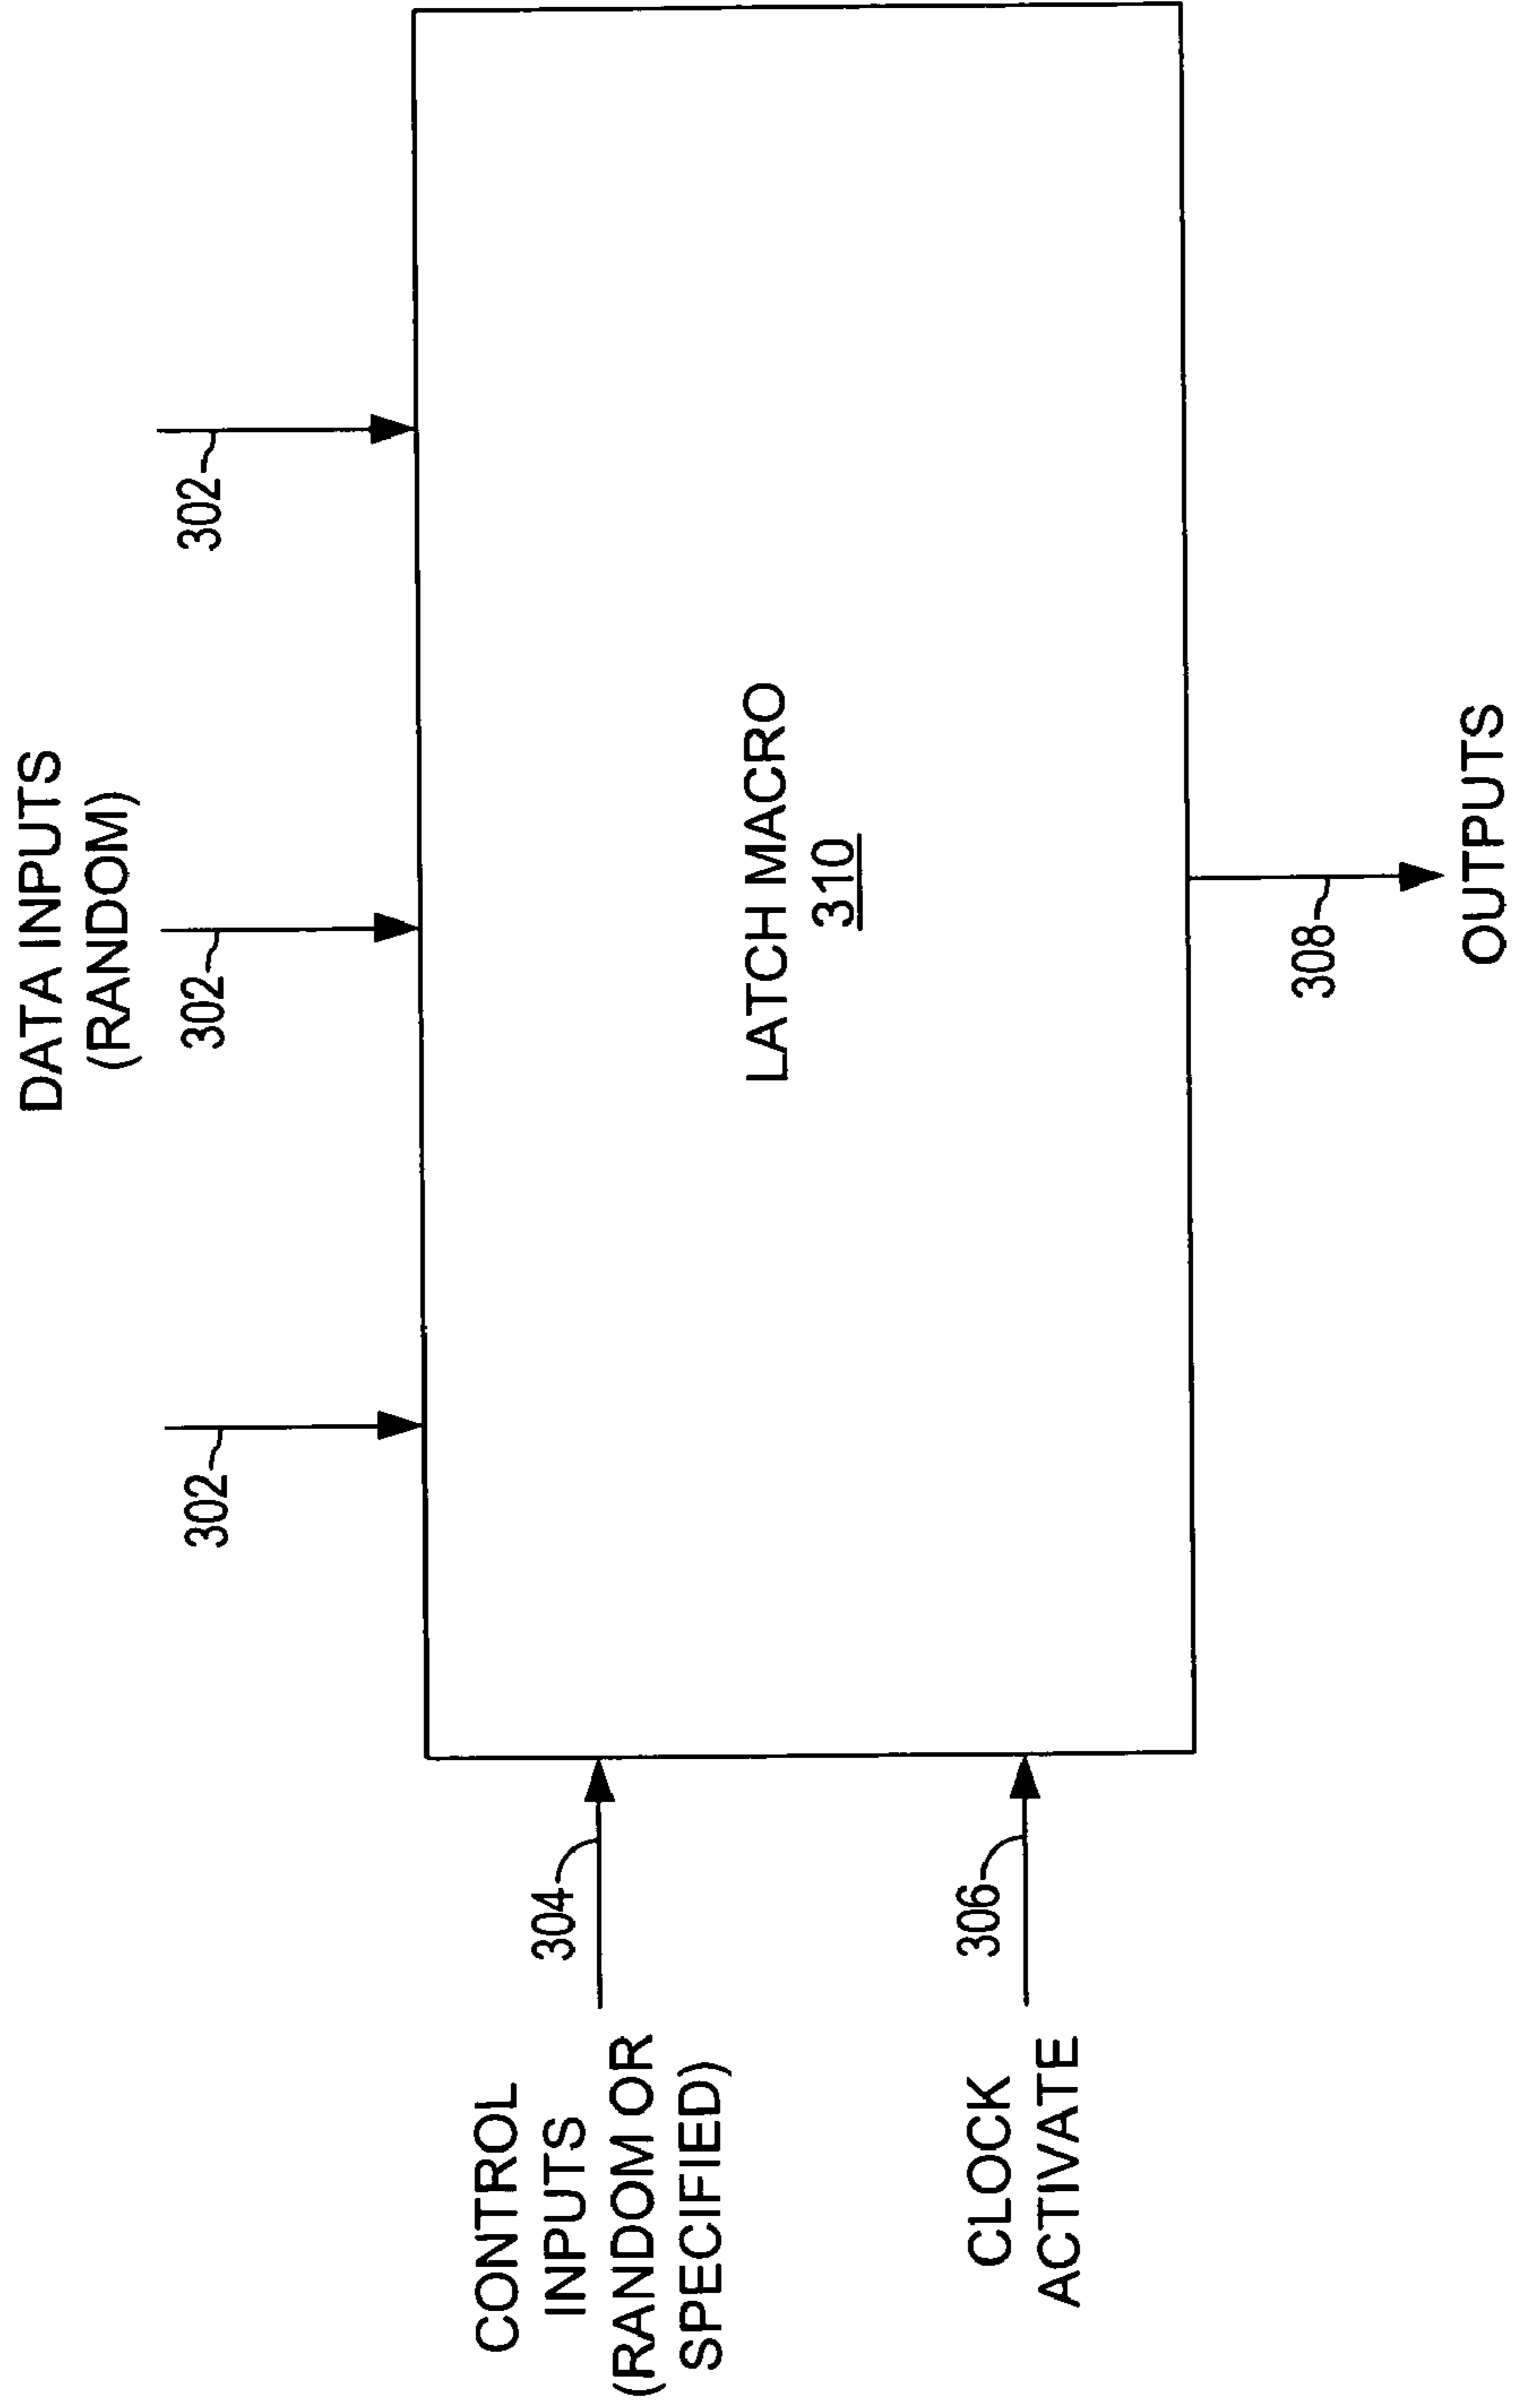 DATA INPUTS
(RANDOM)
302
302
302
CONTROL
INPUTS
(RANDOM OR
SPECIFIED)
304
LATCH MACRO
310
CLOCK
ACTIVATE
306
308
OUTPUTS